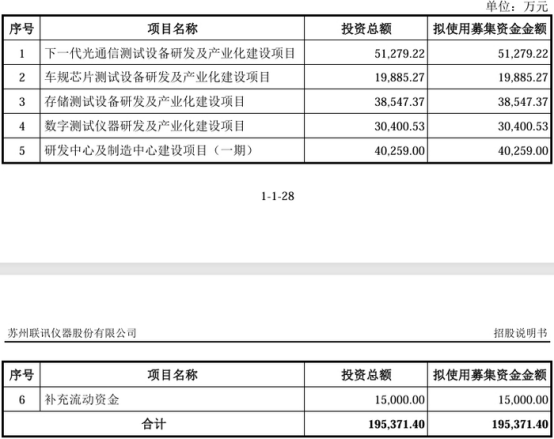 单位：万元
序号 项目名称 投资总额 拟使用募集资金金额
1 下一代光通信测试设备研发及产业化建设项目 51,279.22 51,279.22
2 车规芯片测试设备研发及产业化建设项目 19,885.27 19,885.27
3 存储测试设备研发及产业化建设项目 38,547.37 38,547.37
4 数字测试仪器研发及产业化建设项目 30,400.53 30,400.53
5 研发中心及制造中心建设项目（一期） 40,259.00 40,259.00
1-1-28
苏州联讯仪器股份有限公司 招股说明书
序号 项目名称 投资总额 拟使用募集资金金额
6 补充流动资金 15,000.00 15,000.00
合计 195,371.40 195,371.40